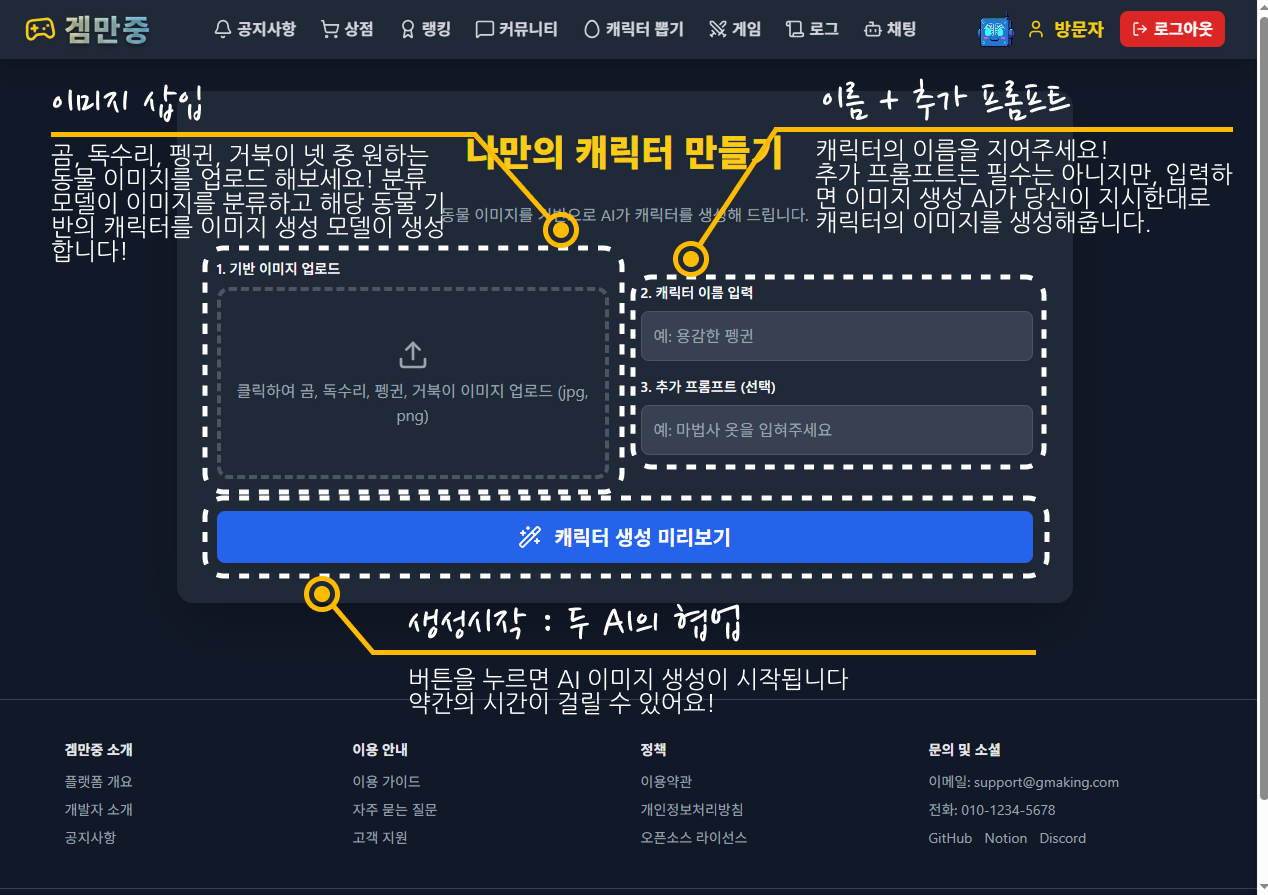 겜만중
공지사항 상점 랭킹 커뮤니티 캐릭터 뽑기 게임 로그 채팅
방문자 로그아웃
이미지 삽입
곰, 독수리, 펭귄, 거북이 넷 중 원하는
동물 이미지를 업로드 해보세요! 분류
모델이 이미지를 분류하고 해당 동물 기
반의 캐릭터를 이미지 생성 모델이 생성
합니다!
이름 + 추가 프롬프트
캐릭터의 이름을 지어주세요!
추가 프롬프트는 필수는 아니지만, 입력하
면 이미지 생성 AI가 당신이 지시한대로
캐릭터의 이미지를 생성해줍니다.
나만의 캐릭터 만들기
동물 이미지를 기반으로 AI가 캐릭터를 생성해 드립니다.
1. 기반 이미지 업로드
클릭하여 곰, 독수리, 펭귄, 거북이 이미지 업로드 (jpg,
png)
2. 캐릭터 이름 입력
예: 용감한 펭귄
3. 추가 프롬프트 (선택)
예: 마법사 옷을 입혀주세요
캐릭터 생성 미리보기
생성시작 : 두 AI의 협업
버튼을 누르면 AI 이미지 생성이 시작됩니다
약간의 시간이 걸릴 수 있어요!
겜만중 소개
플랫폼 개요
개발자 소개
공지사항
이용 안내
이용 가이드
자주 묻는 질문
고객 지원
정책
이용약관
개인정보처리방침
오픈소스 라이선스
문의 및 소셜
이메일: support@gmaking.com
전화: 010-1234-5678
GitHub Notion Discord